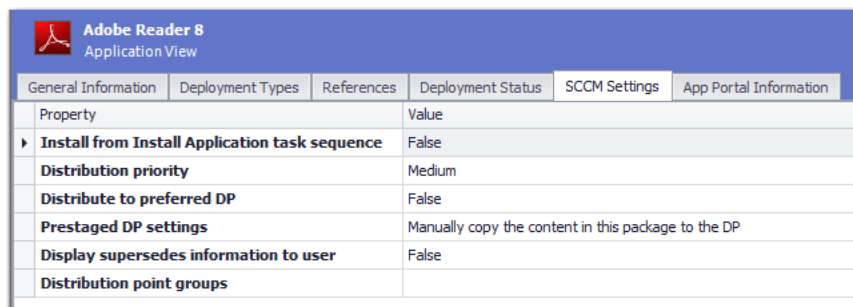 Adobe Reader 8
Application View
General Information Deployment Types References Deployment Status SCCM Settings App Portal Information
Property Value
Install from Install Application task sequence False
Distribution priority Medium
Distribute to preferred DP False
Prestaged DP settings Manually copy the content in this package to the DP
Display supersedes information to user False
Distribution point groups